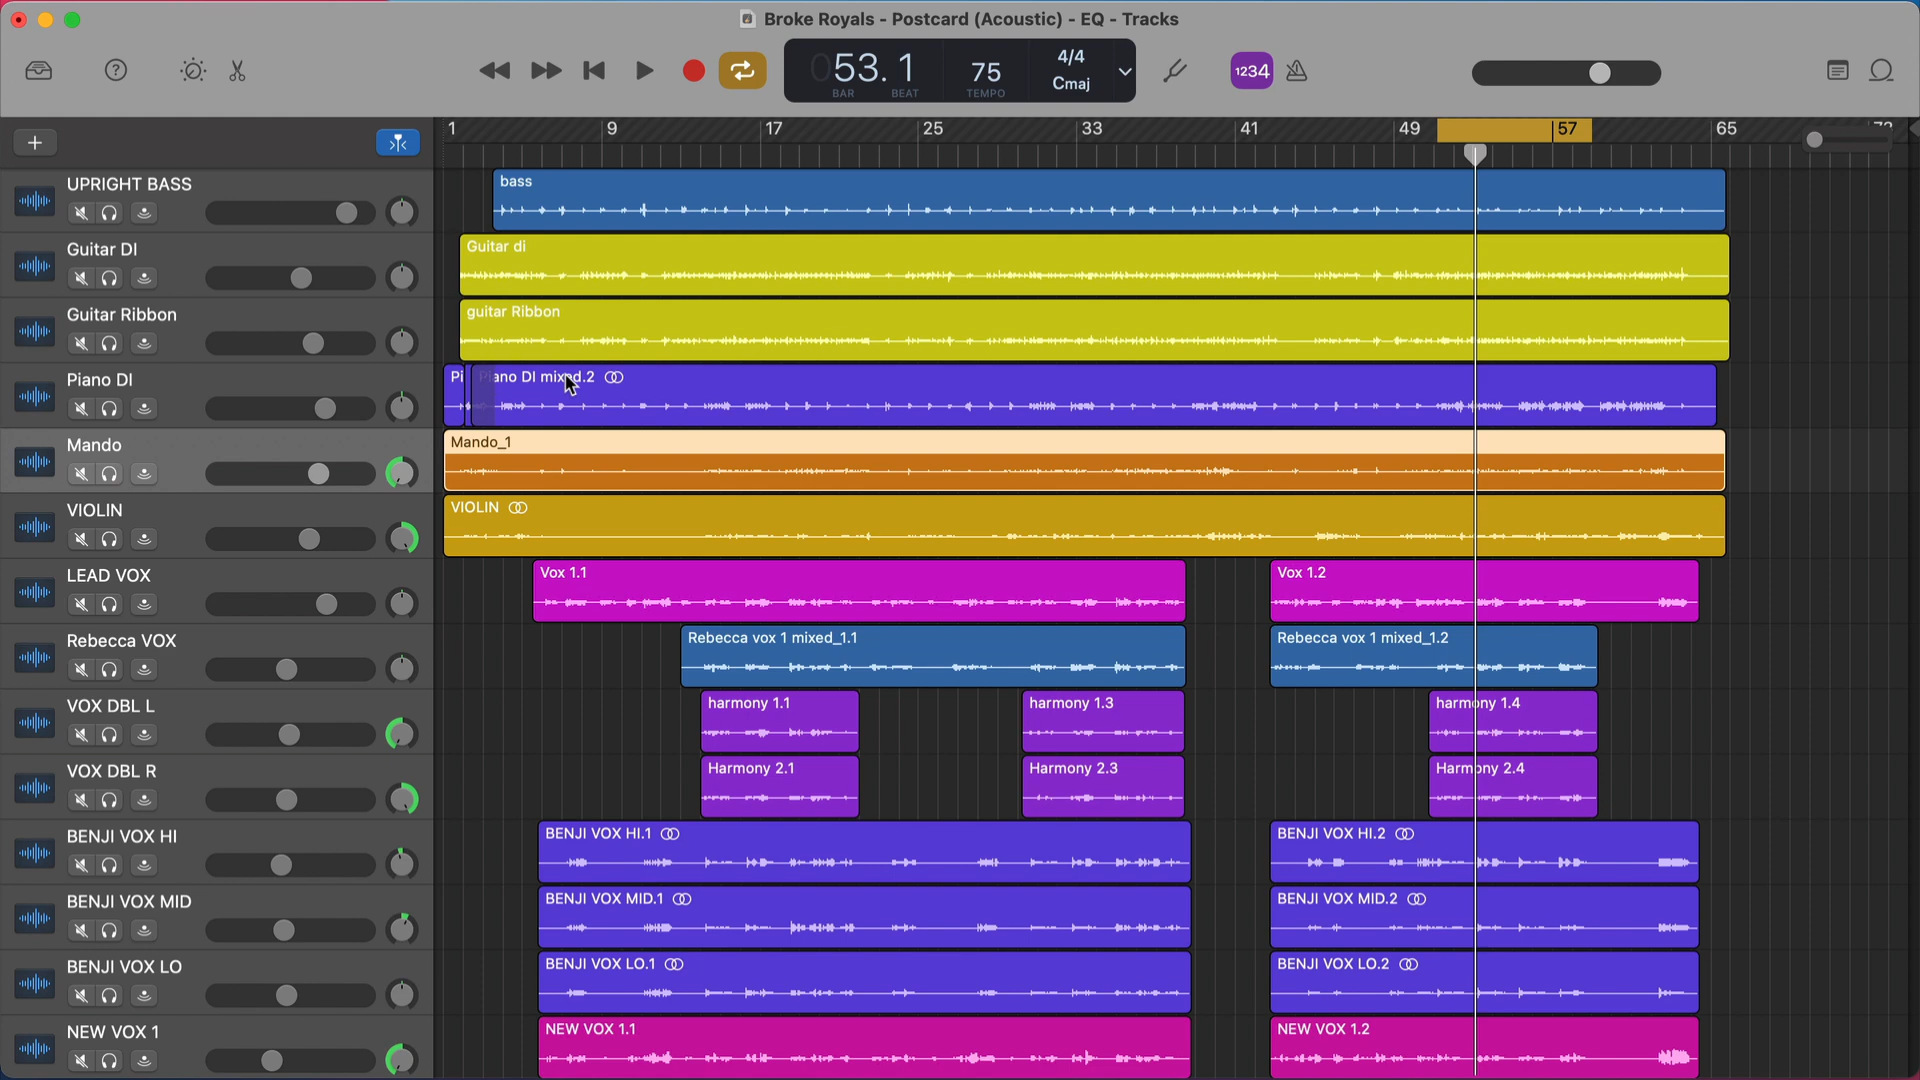 Broke Royals - Postcard (Acoustic) - EQ - Tracks
053. 1
BAR BEAT
75
TEMPO
4/4
Cmaj
1234
1 9 17 25 33 41 49 57 65 73
UPRIGHT BASS
bass
Guitar DI
Guitar di
Guitar Ribbon
guitar Ribbon
Piano DI
Pi
Piano DI mixed.2
Mando
Mando_1
VIOLIN
VIOLIN
LEAD VOX
Vox 1.1
Vox 1.2
Rebecca VOX
Rebecca vox 1 mixed_1.1
Rebecca vox 1 mixed_1.2
VOX DBL L
harmony 1.1
harmony 1.3
harmony 1.4
VOX DBL R
Harmony 2.1
Harmony 2.3
Harmony 2.4
BENJI VOX HI
BENJI VOX HI.1
BENJI VOX HI.2
BENJI VOX MID
BENJI VOX MID.1
BENJI VOX MID.2
BENJI VOX LO
BENJI VOX LO.1
BENJI VOX LO.2
NEW VOX 1
NEW VOX 1.1
NEW VOX 1.2